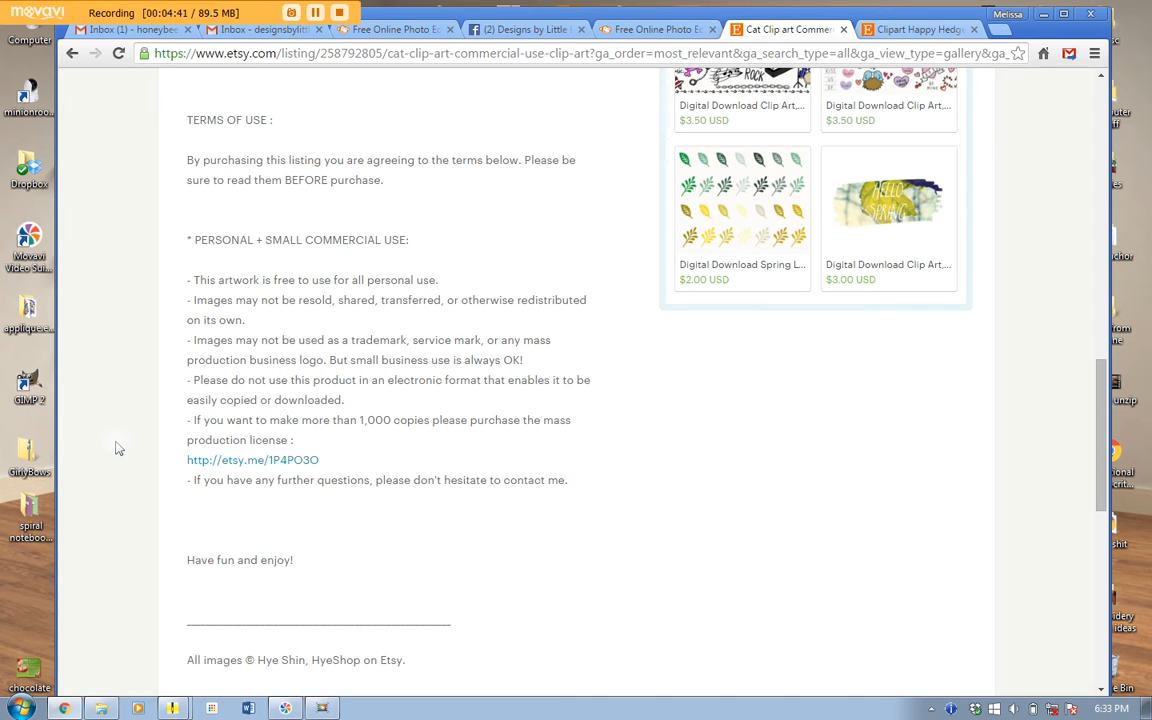 movavi Recording [00:04:41 / 89.5 MB]
Melissa
Inbox (1) - honeybee
Inbox - designsbylittl
Free Online Photo Ed
(2) Designs by Little
Free Online Photo Ed
Cat Clip art Commer
Clipart Happy Hedge
https://www.etsy.com/listing/258792805/cat-clip-art-commercial-use-clip-art?ga_order=most_relevant&ga_search_type=all&ga_view_type=gallery&ga_
Computer
minionroo...
Dropbox
Movavi
Video Sui...
applique.e...
GIMP 2
GirlyBows
spiral
noteboo...
chocolate
TERMS OF USE :
By purchasing this listing you are agreeing to the terms below. Please be
sure to read them BEFORE purchase.
* PERSONAL + SMALL COMMERCIAL USE:
- This artwork is free to use for all personal use.
- Images may not be resold, shared, transferred, or otherwise redistributed
on its own.
- Images may not be used as a trademark, service mark, or any mass
production business logo. But small business use is always OK!
- Please do not use this product in an electronic format that enables it to be
easily copied or downloaded.
- If you want to make more than 1,000 copies please purchase the mass
production license :
http://etsy.me/1P4PO3O
- If you have any further questions, please don't hesitate to contact me.
Have fun and enjoy!
All images © Hye Shin, HyeShop on Etsy.
ROCK
Digital Download Clip Art,...
$3.50 USD
Digital Download Clip Art,...
$3.50 USD
HELLO
SPRING
Digital Download Spring L...
$2.00 USD
Digital Download Clip Art,...
$3.00 USD
unzip
6:33 PM